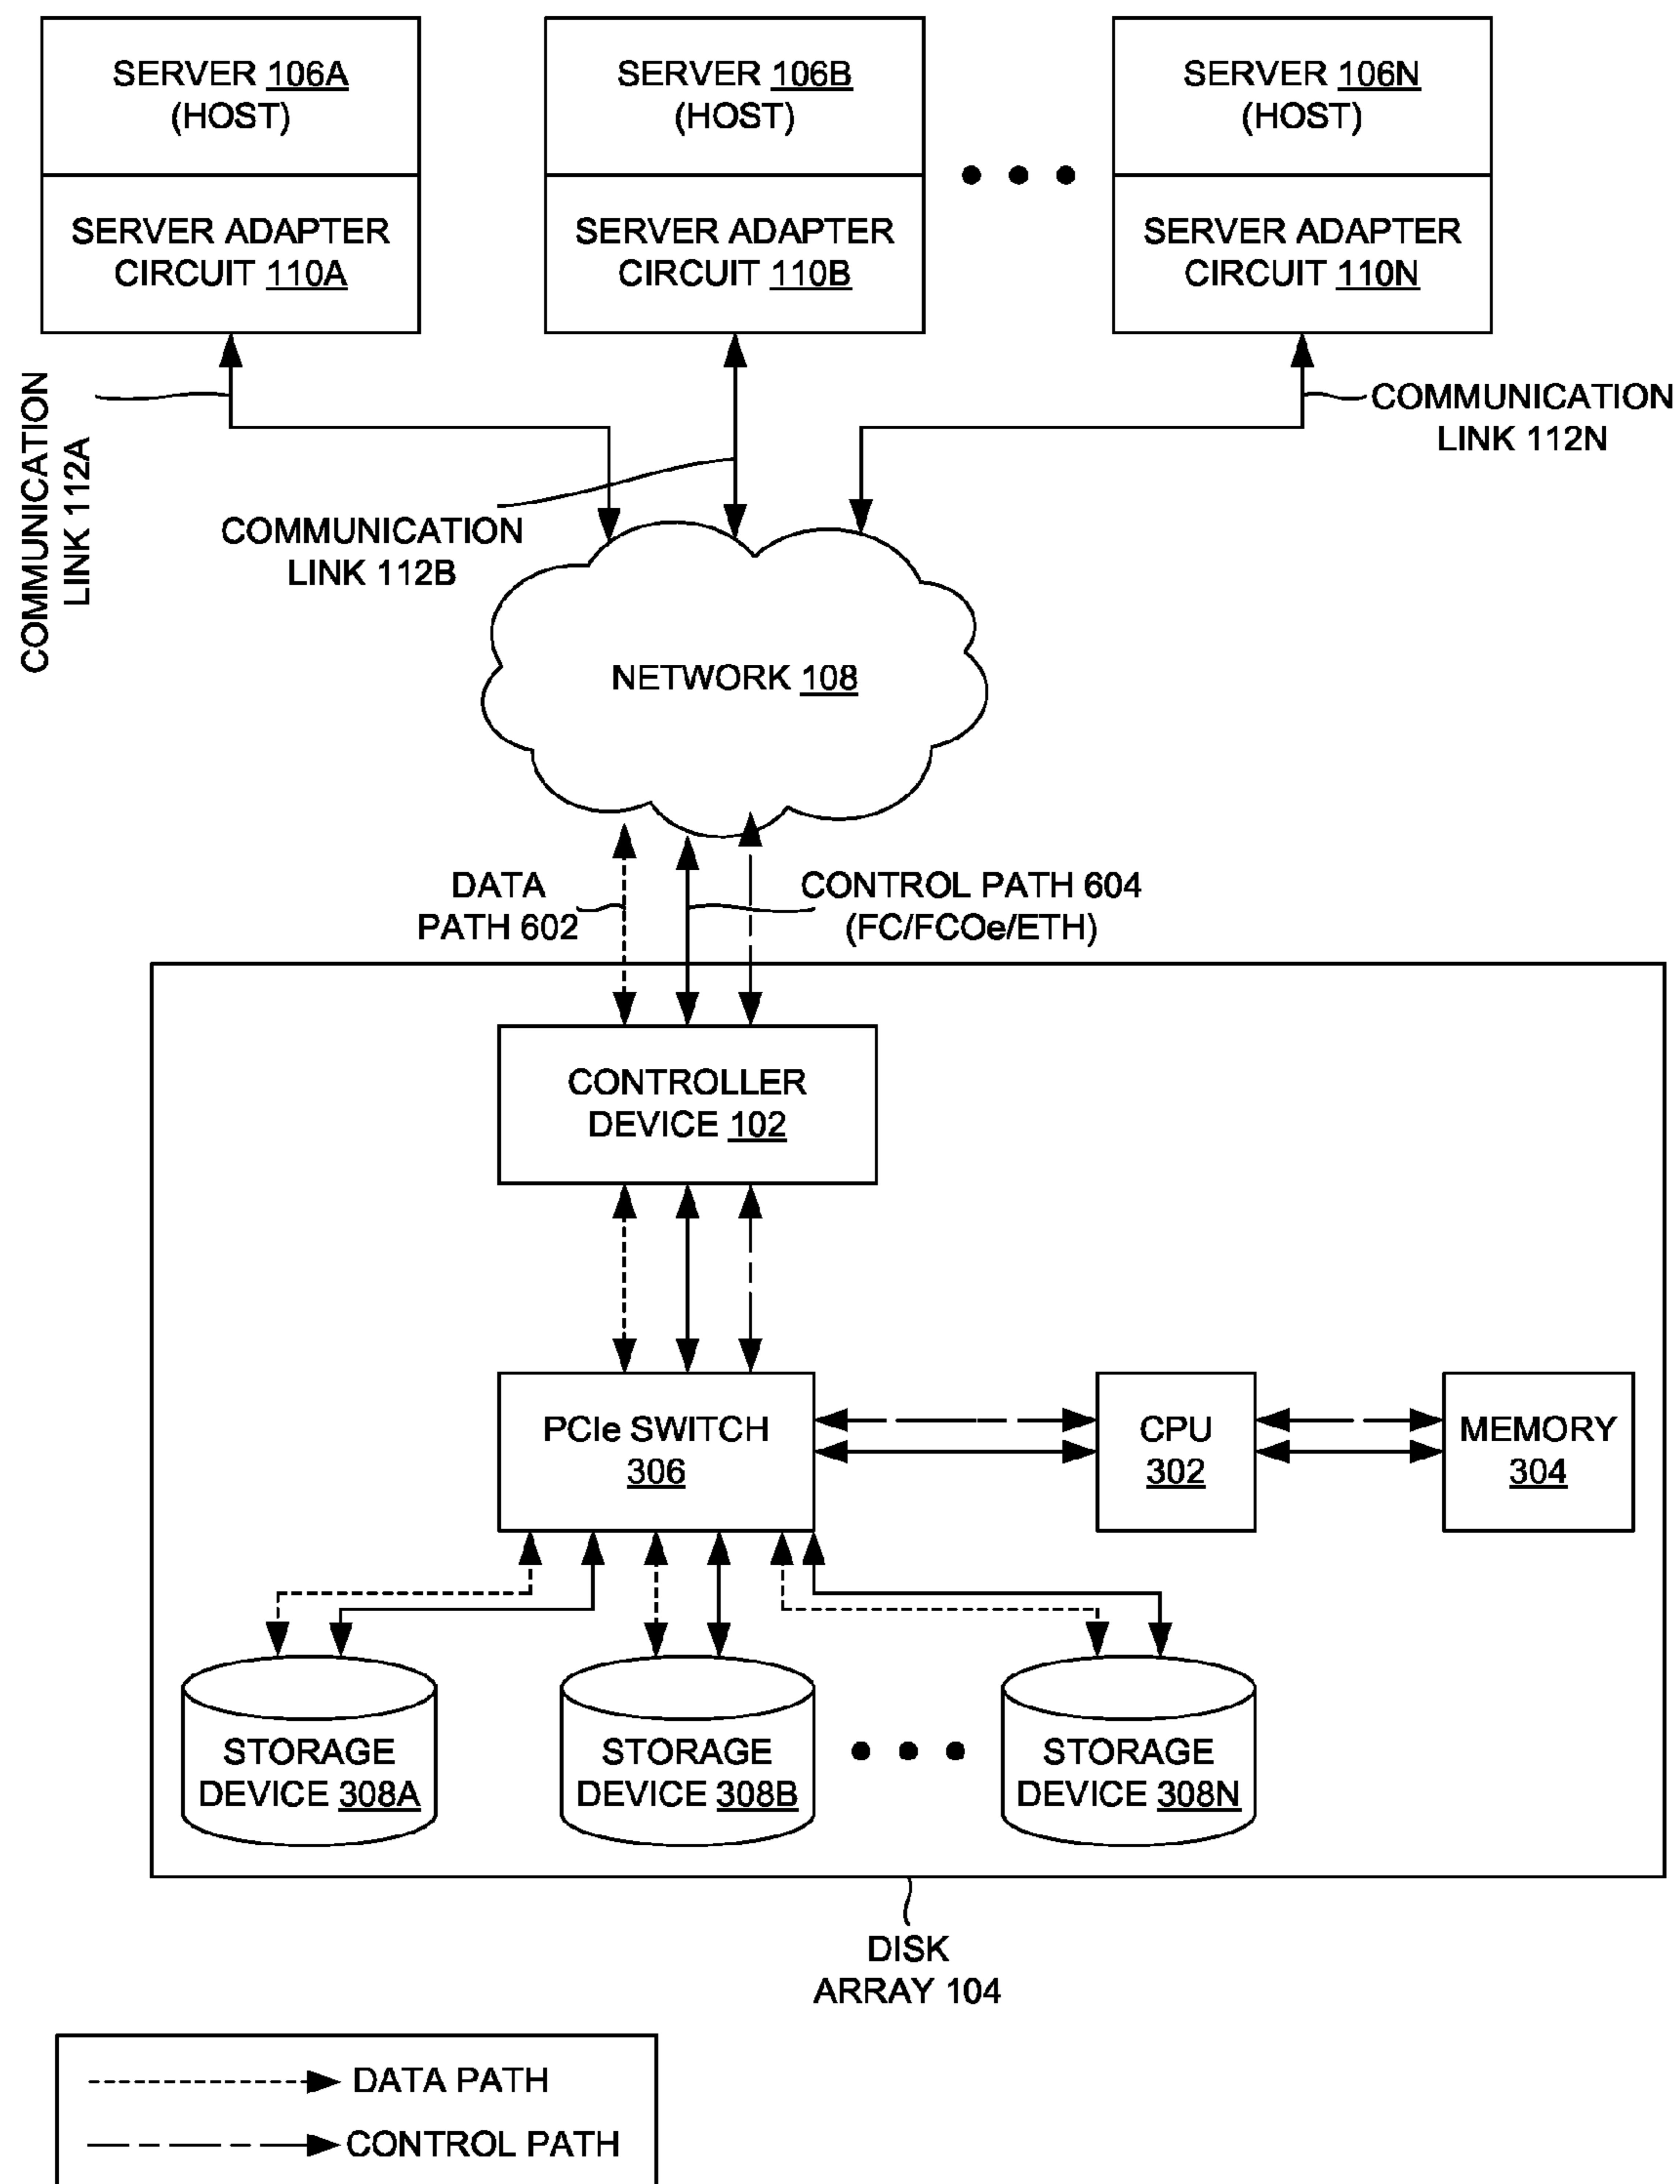 SERVER 106A
(HOST)
SERVER ADAPTER
CIRCUIT 110A
SERVER 106B
(HOST)
SERVER ADAPTER
CIRCUIT 110B
SERVER 106N
(HOST)
SERVER ADAPTER
CIRCUIT 110N
COMMUNICATION
LINK 112A
COMMUNICATION
LINK 112B
COMMUNICATION
LINK 112N
NETWORK 108
DATA
PATH 602
CONTROL PATH 604
(FC/FCOe/ETH)
CONTROLLER
DEVICE 102
PCIe SWITCH
306
CPU
302
MEMORY
304
STORAGE
DEVICE 308A
STORAGE
DEVICE 308B
STORAGE
DEVICE 308N
DISK
ARRAY 104
DATA PATH
CONTROL PATH